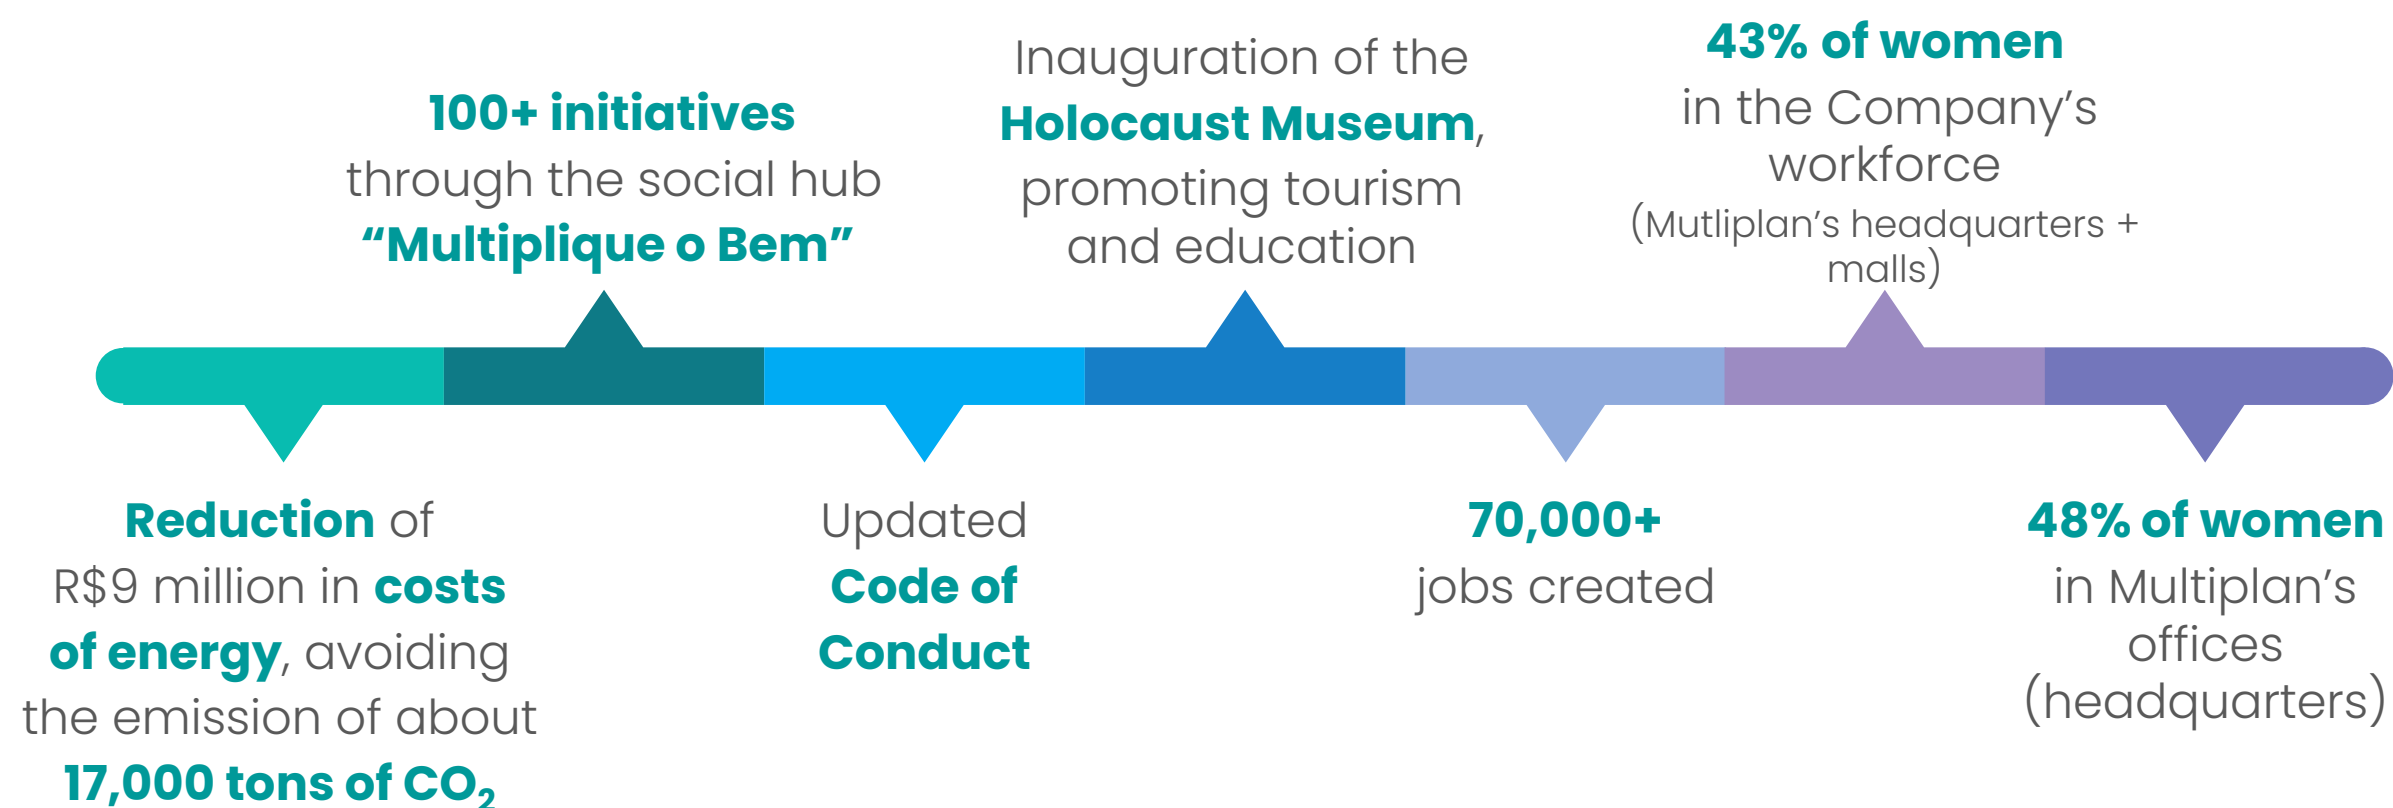 Reduction of
R$9 million in costs
of energy, avoiding
the emission of about
17,000 tons of CO₂
100+ initiatives
through the social hub
“Multiplique o Bem”
Updated
Code of
Conduct
Inauguration of the
Holocaust Museum,
promoting tourism
and education
70,000+
jobs created
43% of women
in the Company’s
workforce
(Mutliplan’s headquarters +
malls)
48% of women
in Multiplan’s
offices
(headquarters)